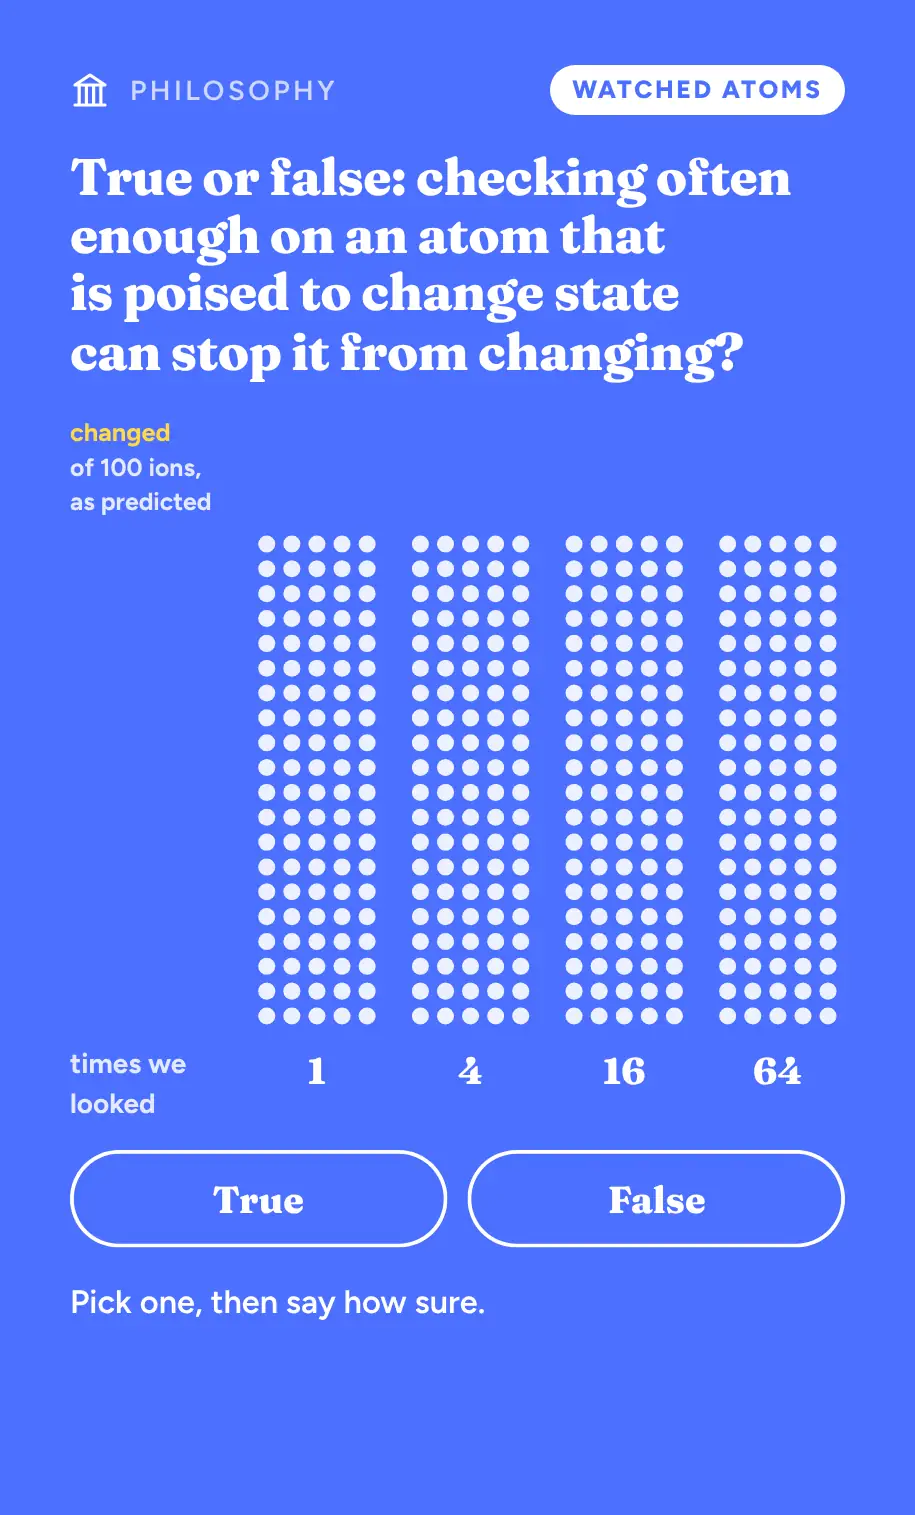 PHILOSOPHY
WATCHED ATOMS
True or false: checking often
enough on an atom that
is poised to change state
can stop it from changing?
changed
of 100 ions,
as predicted
times we
looked
1
4
16
64
True
False
Pick one, then say how sure.